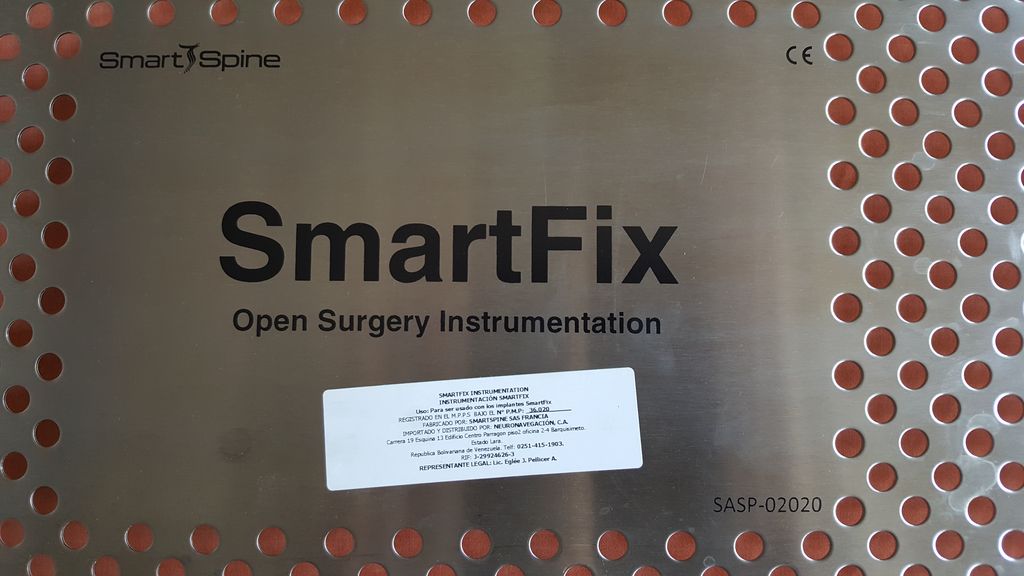 Smart Spine
CE
SmartFix
Open Surgery Instrumentation
SMARTFIX INSTRUMENTATION
INSTRUMENTACIÓN SMARTFIX
Uso: Para ser usado con los implantes SmartFix
REGISTRADO EN EL M.P.P.S BAJO EL N° P.M.P: 36.020
FABRICADO POR: SMARTSPINE SAS FRANCIA
IMPORTADO Y DISTRIBUIDO POR: NEURONAVEGACIÓN, C.A.
Carrera 19 Esquina 13 Edificio Centro Parragon piso2 oficina 2-4 Barquisimeto.
Estado Lara.
Republica Bolivariana de Venezuela. Telf: 0251-415-1903.
RIF: J-29924626-3
REPRESENTANTE LEGAL: Lic. Eglée J. Pellicer A.
SASP-02020